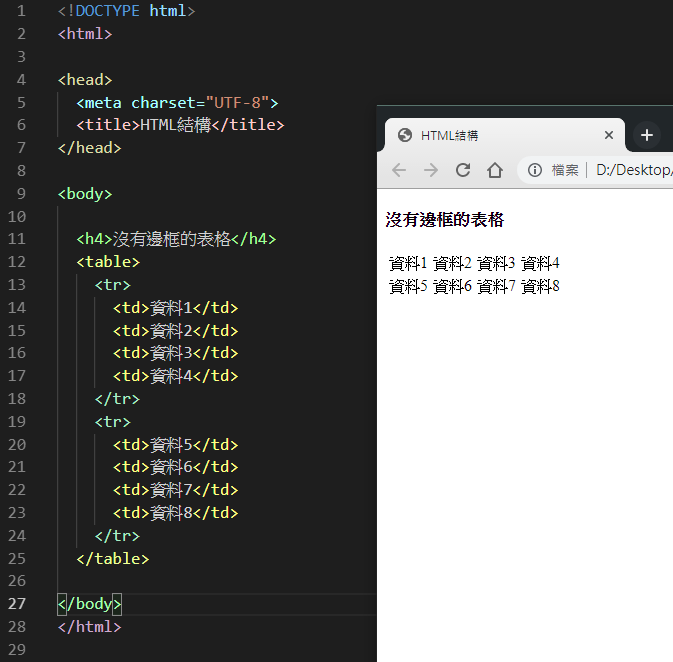 1 <!DOCTYPE html>
2 <html>
3
4 <head>
5 <meta charset="UTF-8">
6 <title>HTML結構</title>
7 </head>
8
9 <body>
10
11 <h4>沒有邊框的表格</h4>
12 <table>
13 <tr>
14 <td>資料1</td>
15 <td>資料2</td>
16 <td>資料3</td>
17 <td>資料4</td>
18 </tr>
19 <tr>
20 <td>資料5</td>
21 <td>資料6</td>
22 <td>資料7</td>
23 <td>資料8</td>
24 </tr>
25 </table>
26
27 </body>
28 </html>
29
HTML結構
檔案 | D:/Desktop/
沒有邊框的表格
資料1 資料2 資料3 資料4
資料5 資料6 資料7 資料8